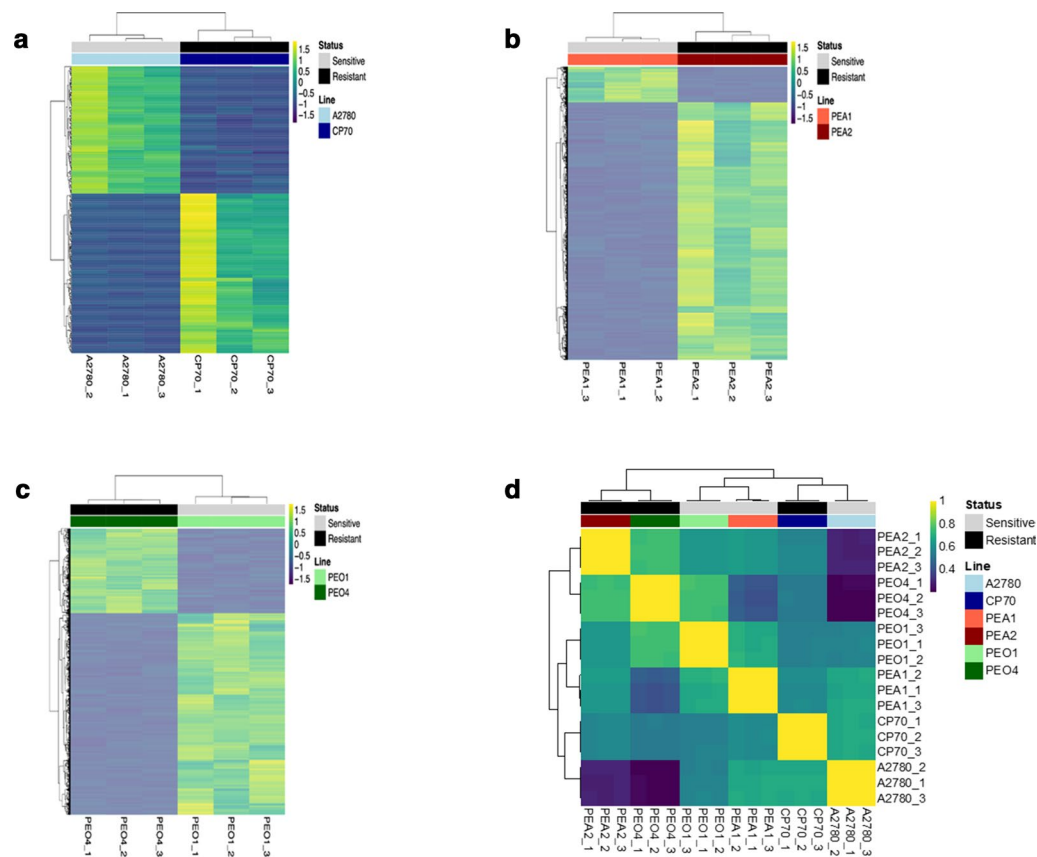 a
1.5
1
0.5
0
−0.5
−1
−1.5
Status
Sensitive
Resistant
Line
A2780
CP70
A2780_2
A2780_1
A2780_3
CP70_1
CP70_2
CP70_3
b
1.5
1
0.5
0
−0.5
−1
−1.5
Status
Sensitive
Resistant
Line
PEA1
PEA2
PEA1_3
PEA1_1
PEA1_2
PEA2_1
PEA2_2
PEA2_3
c
1.5
1
0.5
0
−0.5
−1
−1.5
Status
Sensitive
Resistant
Line
PEO1
PEO4
PEO4_1
PEO4_2
PEO4_3
PEO1_1
PEO1_2
PEO1_3
d
1
0.8
0.6
0.4
Status
Sensitive
Resistant
Line
A2780
CP70
PEA1
PEA2
PEO1
PEO4
PEA2_1
PEA2_2
PEA2_3
PEO4_1
PEO4_2
PEO4_3
PEO1_3
PEO1_1
PEO1_2
PEA1_2
PEA1_1
PEA1_3
CP70_1
CP70_2
CP70_3
A2780_2
A2780_1
A2780_3
PEA2_1
PEA2_2
PEA2_3
PEO4_1
PEO4_2
PEO4_3
PEO1_3
PEO1_1
PEO1_2
PEA1_2
PEA1_1
PEA1_3
CP70_1
CP70_2
CP70_3
A2780_2
A2780_1
A2780_3